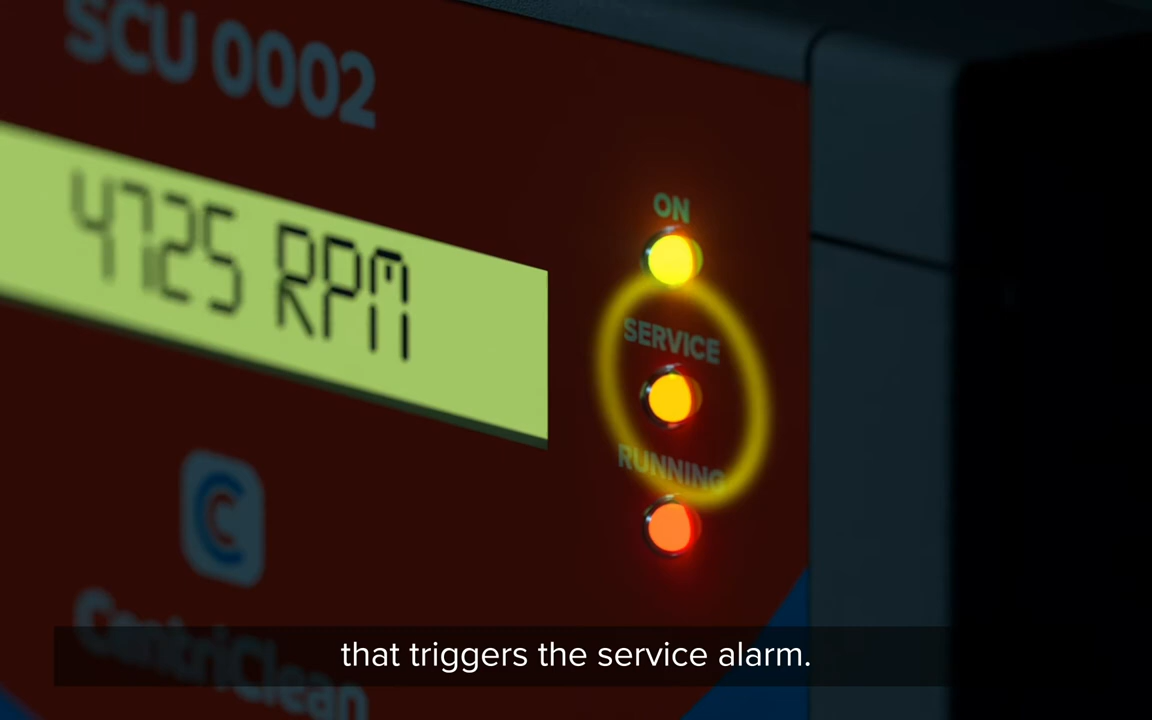 SCU 0002
4725 RPM
ON
SERVICE
RUNNING
C
CentriClean
that triggers the service alarm.